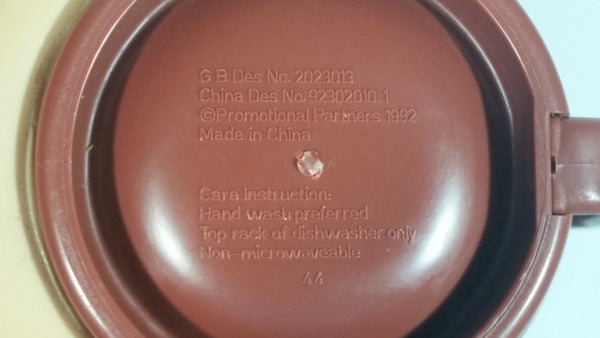 G B Des No. 2023013
China Des No. 92302010.1
©Promotional Partners 1992
Made in China
Care Instruction:
Hand wash preferred
Top rack of dishwasher only
Non-microwaveable
44